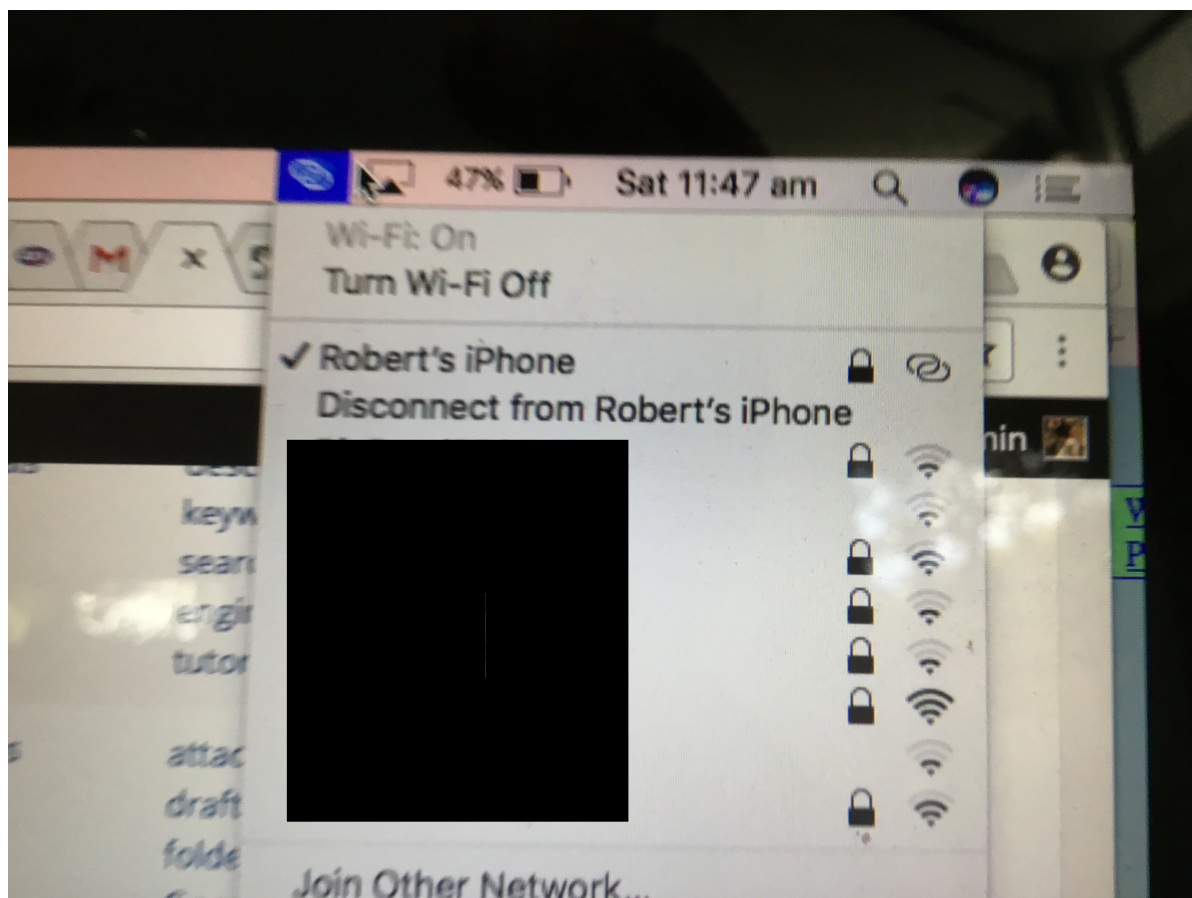 47% Sat 11:47 am
Wi-Fi: On
Turn Wi-Fi Off
Robert's iPhone
Disconnect from Robert's iPhone
keyw
sear
engin
tutor
attac
draft
folde
Join Other Network...
V
P